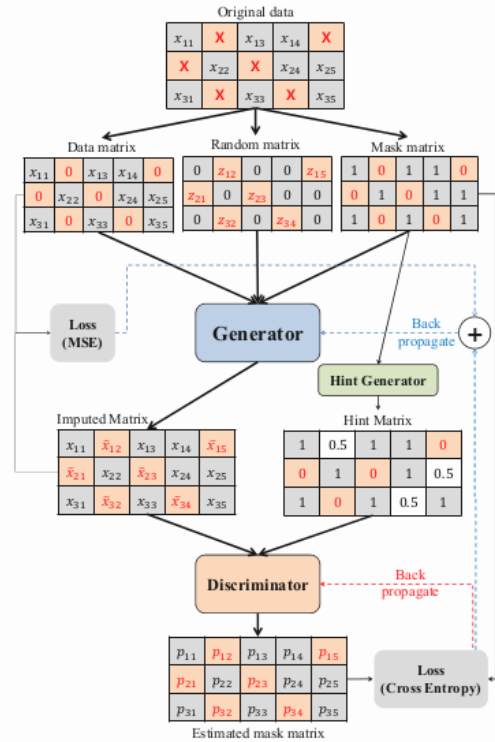 Original data
x11 X x13 x14 X
X x22 X x24 x25
x31 X x33 X x35
Data matrix Random matrix Mask matrix
x11 0 x13 x14 0
0 x22 0 x24 x25
x31 0 x33 0 x35
0 z12 0 0 z15
z21 0 z23 0 0
0 z32 0 z34 0
1 0 1 1 0
0 1 0 1 1
1 0 1 0 1
Loss
(MSE)
Generator
Back
propagate
+
Hint Generator
Imputed Matrix
x11 x̄12 x13 x14 x̄15
x̄21 x22 x̄23 x24 x25
x31 x̄32 x33 x̄34 x35
Hint Matrix
1 0.5 1 1 0
0 1 0 1 0.5
1 0 1 0.5 1
Discriminator
Back
propagate
p11 p12 p13 p14 p15
p21 p22 p23 p24 p25
p31 p32 p33 p34 p35
Estimated mask matrix
Loss
(Cross Entropy)